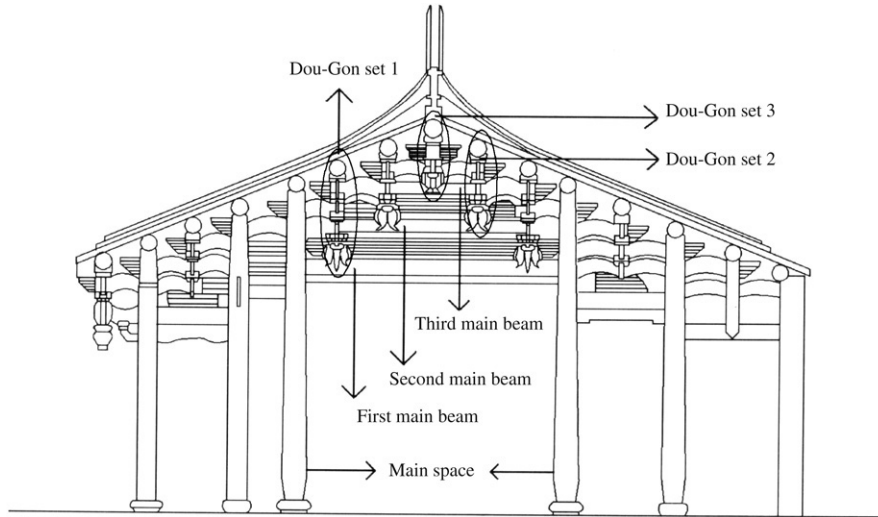 Dou-Gon set 1
Dou-Gon set 3
Dou-Gon set 2
Third main beam
Second main beam
First main beam
Main space